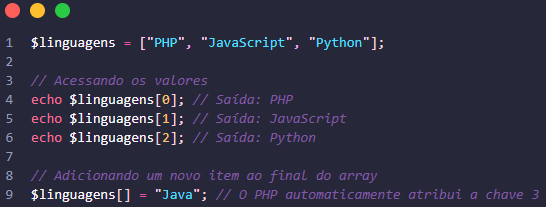 1 $linguagens = ["PHP", "JavaScript", "Python"];
2
3 // Acessando os valores
4 echo $linguagens[0]; // Saída: PHP
5 echo $linguagens[1]; // Saída: JavaScript
6 echo $linguagens[2]; // Saída: Python
7
8 // Adicionando um novo item ao final do array
9 $linguagens[] = "Java"; // O PHP automaticamente atribui a chave 3